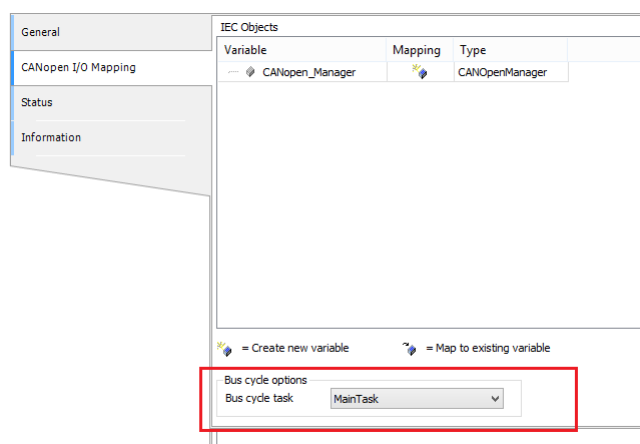 General
CANopen I/O Mapping
Status
Information
IEC Objects
Variable Mapping Type
CANopen_Manager CANOpenManager
= Create new variable = Map to existing variable
Bus cycle options
Bus cycle task MainTask